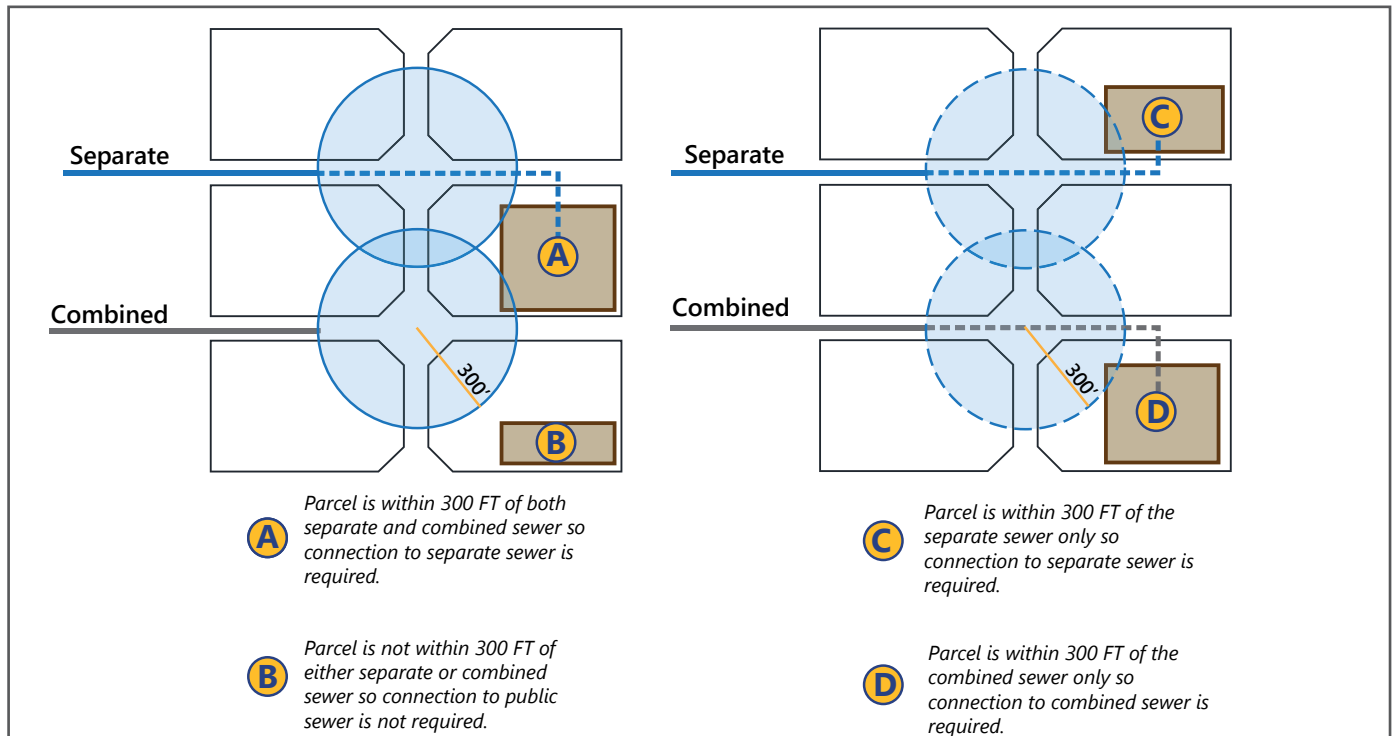 Separate
A
Combined
300'
B
Separate
C
Combined
300'
D
A
Parcel is within 300 FT of both
separate and combined sewer so
connection to separate sewer is
required.
B
Parcel is not within 300 FT of
either separate or combined
sewer so connection to public
sewer is not required.
C
Parcel is within 300 FT of the
separate sewer only so
connection to separate sewer is
required.
D
Parcel is within 300 FT of the
combined sewer only so
connection to combined sewer is
required.